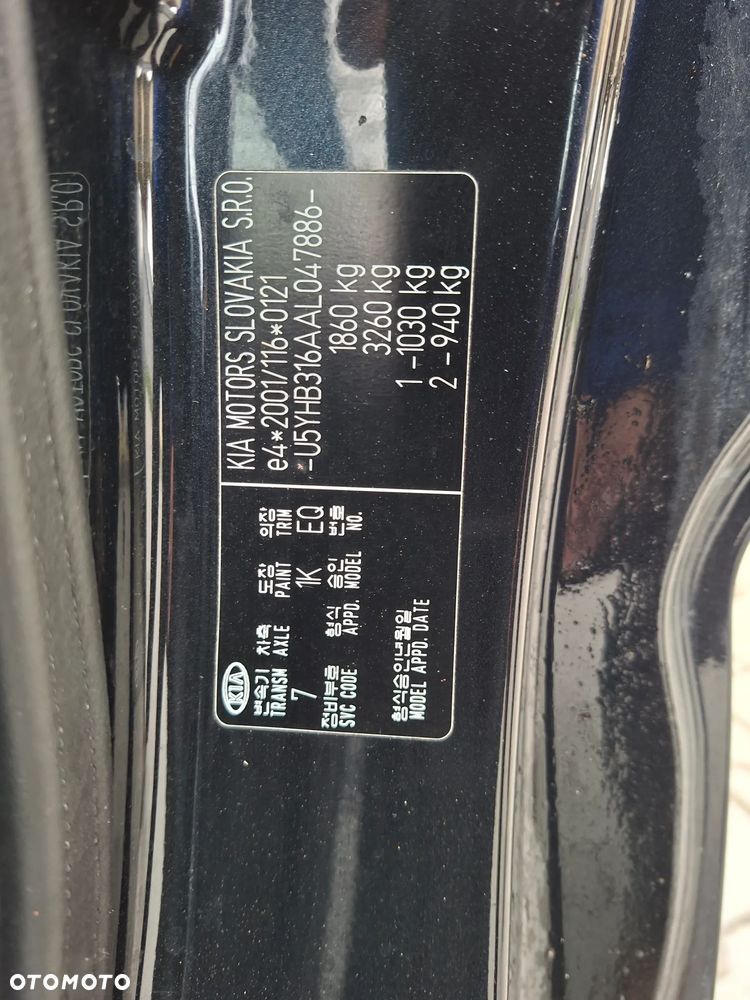 KIA MOTORS SLOVAKIA S.R.O.
e4*2001/116*0121
-U5YHB316AAL047886-
1860 kg
3260 kg
1 -1030 kg
2 -940 kg
KIA
변속기 차축 도장 의장
TRANSM AXLE PAINT TRIM
7 1K EQ
정비부호 형식 승인 번호
SVC CODE APPD. MODEL NO.
형식승인년월일
MODEL APPD. DATE
OTOMOTO